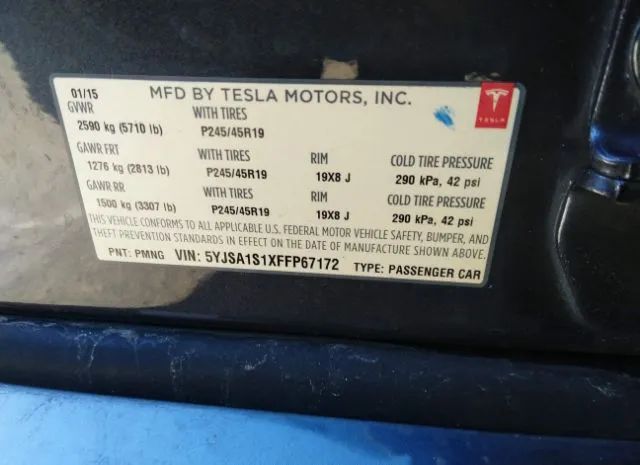 01/15 MFD BY TESLA MOTORS, INC.
GVWR WITH TIRES
2590 kg (5710 lb) P245/45R19
TESLA
GAWR FRT WITH TIRES RIM COLD TIRE PRESSURE
1276 kg (2813 lb) P245/45R19 19X8 J 290 kPa, 42 psi
GAWR RR WITH TIRES RIM COLD TIRE PRESSURE
1500 kg (3307 lb) P245/45R19 19X8 J 290 kPa, 42 psi
THIS VEHICLE CONFORMS TO ALL APPLICABLE U.S. FEDERAL MOTOR VEHICLE SAFETY, BUMPER, AND
THEFT PREVENTION STANDARDS IN EFFECT ON THE DATE OF MANUFACTURE SHOWN ABOVE.
PNT: PMNG VIN: 5YJSA1S1XFFP67172 TYPE: PASSENGER CAR